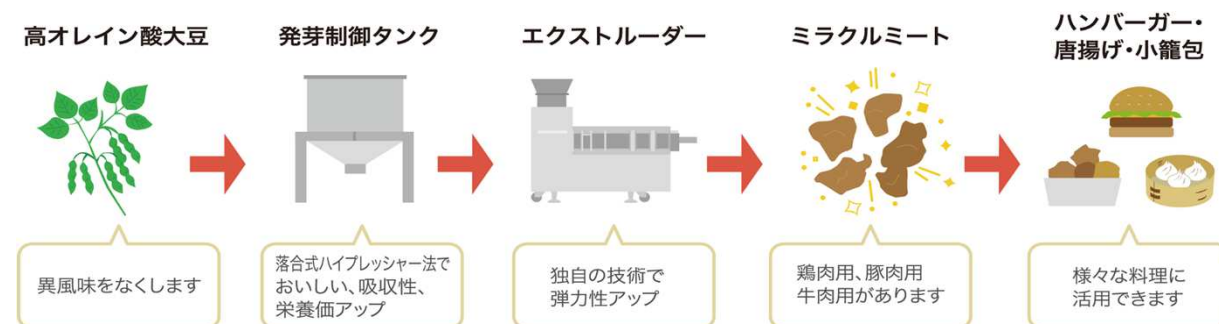 高オレイン酸大豆
発芽制御タンク
エクストルーダー
ミラクルミート
ハンバーガー・
唐揚げ・小籠包
異風味をなくします
落合式ハイプレッシャー法で
おいしい、吸収性、
栄養価アップ
独自の技術で
弾力性アップ
鶏肉用、豚肉用
牛肉用があります
様々な料理に
活用できます